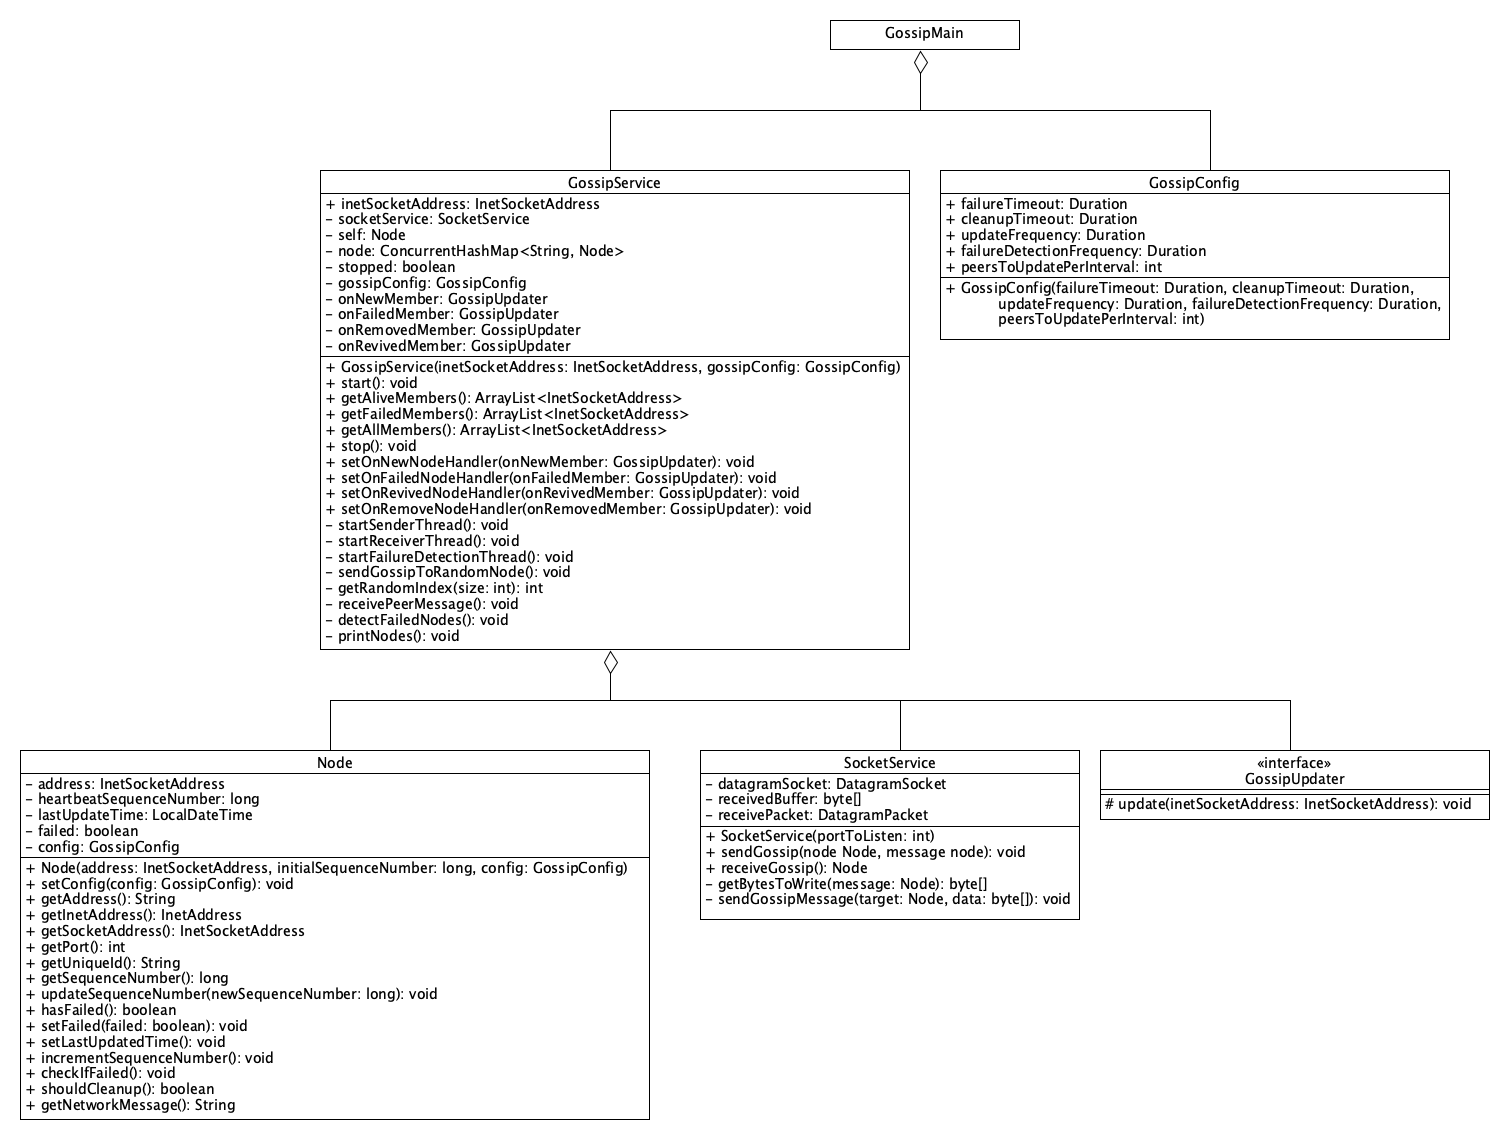 GossipMain
GossipService
+ inetSocketAddress: InetSocketAddress
– socketService: SocketService
– self: Node
– node: ConcurrentHashMap<String, Node>
– stopped: boolean
– gossipConfig: GossipConfig
– onNewMember: GossipUpdater
– onFailedMember: GossipUpdater
– onRemovedMember: GossipUpdater
– onRevivedMember: GossipUpdater
+ GossipService(inetSocketAddress: InetSocketAddress, gossipConfig: GossipConfig)
+ start(): void
+ getAliveMembers(): ArrayList<InetSocketAddress>
+ getFailedMembers(): ArrayList<InetSocketAddress>
+ getAllMembers(): ArrayList<InetSocketAddress>
+ stop(): void
+ setOnNewNodeHandler(onNewMember: GossipUpdater): void
+ setOnFailedNodeHandler(onFailedMember: GossipUpdater): void
+ setOnRevivedNodeHandler(onRevivedMember: GossipUpdater): void
+ setOnRemoveNodeHandler(onRemovedMember: GossipUpdater): void
– startSenderThread(): void
– startReceiverThread(): void
– startFailureDetectionThread(): void
– sendGossipToRandomNode(): void
– getRandomIndex(size: int): int
– receivePeerMessage(): void
– detectFailedNodes(): void
– printNodes(): void
GossipConfig
+ failureTimeout: Duration
+ cleanupTimeout: Duration
+ updateFrequency: Duration
+ failureDetectionFrequency: Duration
+ peersToUpdatePerInterval: int
+ GossipConfig(failureTimeout: Duration, cleanupTimeout: Duration,
updateFrequency: Duration, failureDetectionFrequency: Duration,
peersToUpdatePerInterval: int)
Node
– address: InetSocketAddress
– heartbeatSequenceNumber: long
– lastUpdateTime: LocalDateTime
– failed: boolean
– config: GossipConfig
+ Node(address: InetSocketAddress, initialSequenceNumber: long, config: GossipConfig)
+ setConfig(config: GossipConfig): void
+ getAddress(): String
+ getInetAddress(): InetAddress
+ getSocketAddress(): InetSocketAddress
+ getPort(): int
+ getUniqueId(): String
+ getSequenceNumber(): long
+ updateSequenceNumber(newSequenceNumber: long): void
+ hasFailed(): boolean
+ setFailed(failed: boolean): void
+ setLastUpdatedTime(): void
+ incrementSequenceNumber(): void
+ checkIfFailed(): void
+ shouldCleanup(): boolean
+ getNetworkMessage(): String
SocketService
– datagramSocket: DatagramSocket
– receivedBuffer: byte[]
– receivePacket: DatagramPacket
+ SocketService(portToListen: int)
+ sendGossip(node Node, message node): void
+ receiveGossip(): Node
– getBytesToWrite(message: Node): byte[]
– sendGossipMessage(target: Node, data: byte[]): void
«interface»
GossipUpdater
# update(inetSocketAddress: InetSocketAddress): void